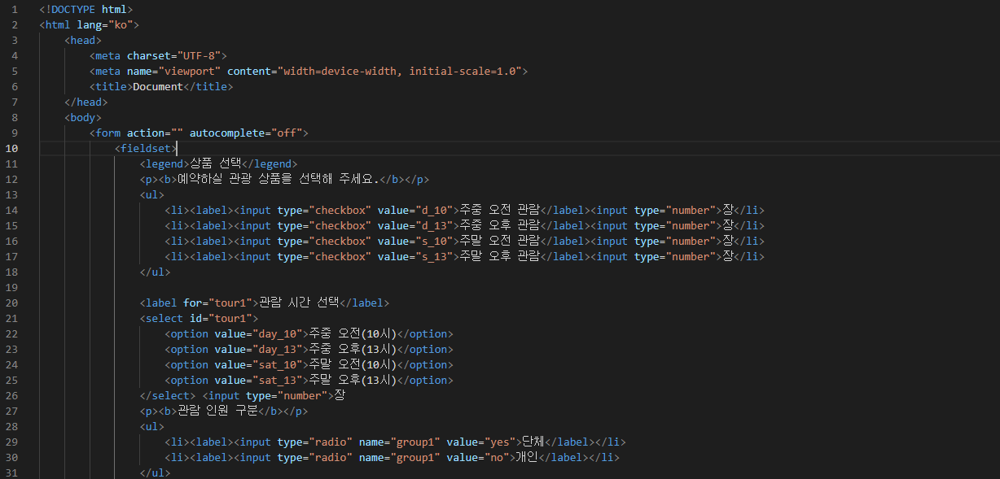 1 <!DOCTYPE html>
2 <html lang="ko">
3     <head>
4         <meta charset="UTF-8">
5         <meta name="viewport" content="width=device-width, initial-scale=1.0">
6         <title>Document</title>
7     </head>
8     <body>
9         <form action="" autocomplete="off">
10             <fieldset>
11                 <legend>상품 선택</legend>
12                 <p><b>예약하실 관광 상품을 선택해 주세요.</b></p>
13                 <ul>
14                     <li><label><input type="checkbox" value="d_10">주중 오전 관람</label><input type="number">장</li>
15                     <li><label><input type="checkbox" value="d_13">주중 오후 관람</label><input type="number">장</li>
16                     <li><label><input type="checkbox" value="s_10">주말 오전 관람</label><input type="number">장</li>
17                     <li><label><input type="checkbox" value="s_13">주말 오후 관람</label><input type="number">장</li>
18                 </ul>
19
20                 <label for="tour1">관람 시간 선택</label>
21                 <select id="tour1">
22                     <option value="day_10">주중 오전(10시)</option>
23                     <option value="day_13">주중 오후(13시)</option>
24                     <option value="sat_10">주말 오전(10시)</option>
25                     <option value="sat_13">주말 오후(13시)</option>
26                 </select> <input type="number">장
27                 <p><b>관람 인원 구분</b></p>
28                 <ul>
29                     <li><label><input type="radio" name="group1" value="yes">단체</label></li>
30                     <li><label><input type="radio" name="group1" value="no">개인</label></li>
31                 </ul>